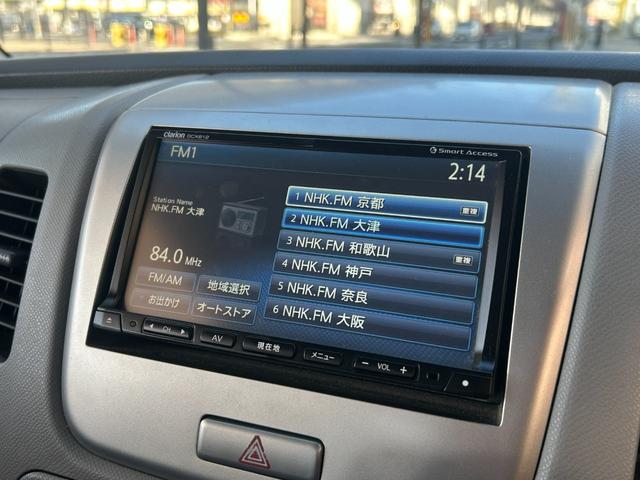 clarion
GCX612
Smart Access
FM1
2:14
Station Name
NHK.FM 大津
84.0 MHz
1 NHK.FM 京都 重複
2 NHK.FM 大津
3 NHK.FM 和歌山 重複
4 NHK.FM 神戸
5 NHK.FM 奈良
6 NHK.FM 大阪
FM/AM
地域選択
お出かけ
オートストア
CH
AV
現在地
メニュー
− VOL +